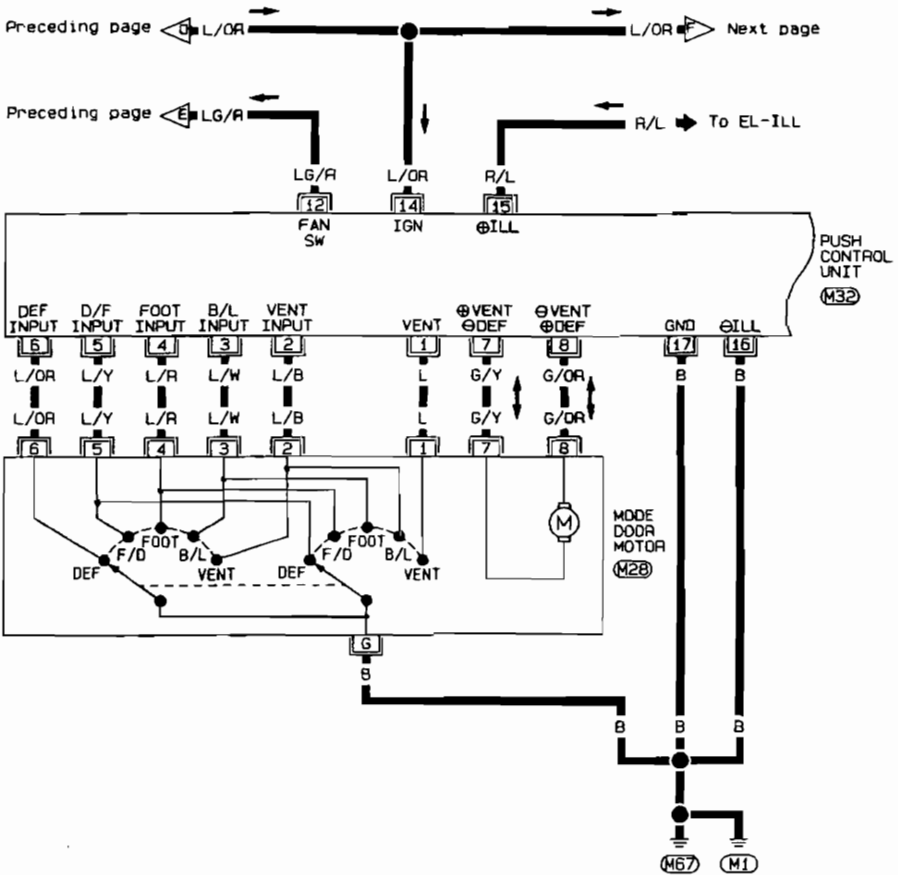 Preceding page D L/OR L/OR F Next page
Preceding page E LG/R R/L To EL-ILL
LG/R L/OR R/L
12 14 15
FAN SW IGN ⊕ILL
PUSH CONTROL UNIT
M32
DEF INPUT D/F INPUT FOOT INPUT B/L INPUT VENT INPUT VENT ⊕VENT ⊖DEF ⊖VENT ⊕DEF GND ⊖ILL
6 5 4 3 2 1 7 8 17 16
L/OR L/Y L/R L/W L/B L G/Y G/OR B B
L/OR L/Y L/R L/W L/B L G/Y G/OR
6 5 4 3 2 1 7 8
M
MODE DOOR MOTOR
M28
DEF F/D FOOT B/L VENT DEF F/D FOOT B/L VENT
G
B
B B B
M67 M1